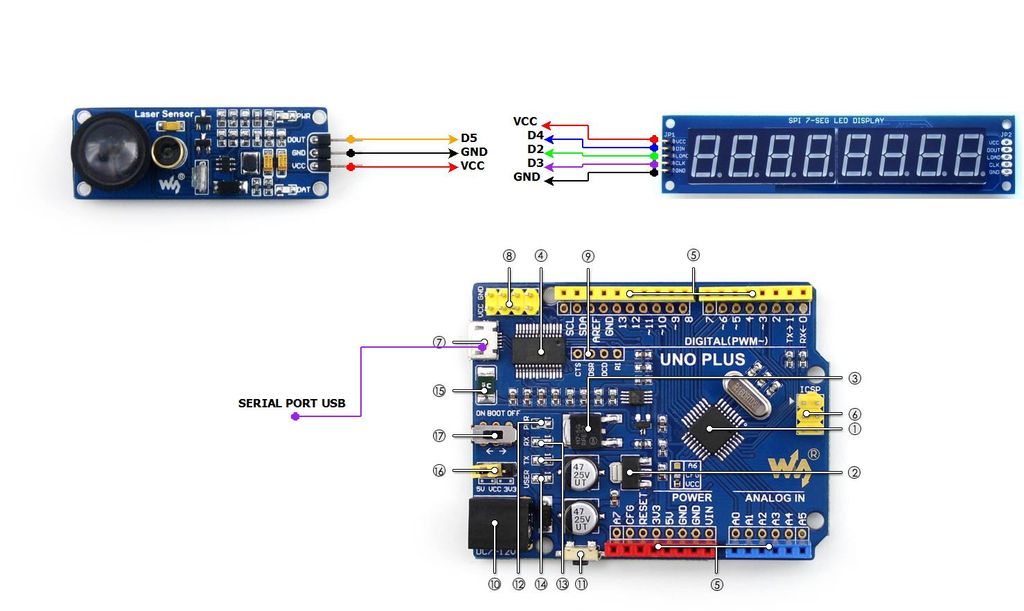 Laser Sensor
PWR
DOUT
GND
VCC
DAT
D5
GND
VCC
VCC
D4
D2
D3
GND
SPI 7-SEG LED DISPLAY
JP1
VCC
DIN
LOAD
CLK
GND
JP2
VCC
DOUT
LOAD
CLK
GND
⑧ ④ ⑨ ⑤
VCC GND
SCL SDA AREF GND 13 12 ~11 ~10 ~9 8 7 ~6 ~5 4 ~3 2 TX→1 RX←0
DIGITAL(PWM~)
UNO PLUS
CTS DSR DCD RI
⑦
⑮
SERIAL PORT USB
ICSP
③
⑥
①
②
ON BOOT OFF
⑰
⑯
5V VCC 3V3
RX
TX
USER
47
25V
UT
47
25V
UT
A6
VCC
®
POWER
ANALOG IN
A7 CFG RESET 3V3 5V GND GND VIN A0 A1 A2 A3 A4 A5
DC7-12V
⑩ ⑫ ⑭ ⑬ ⑪ ⑤